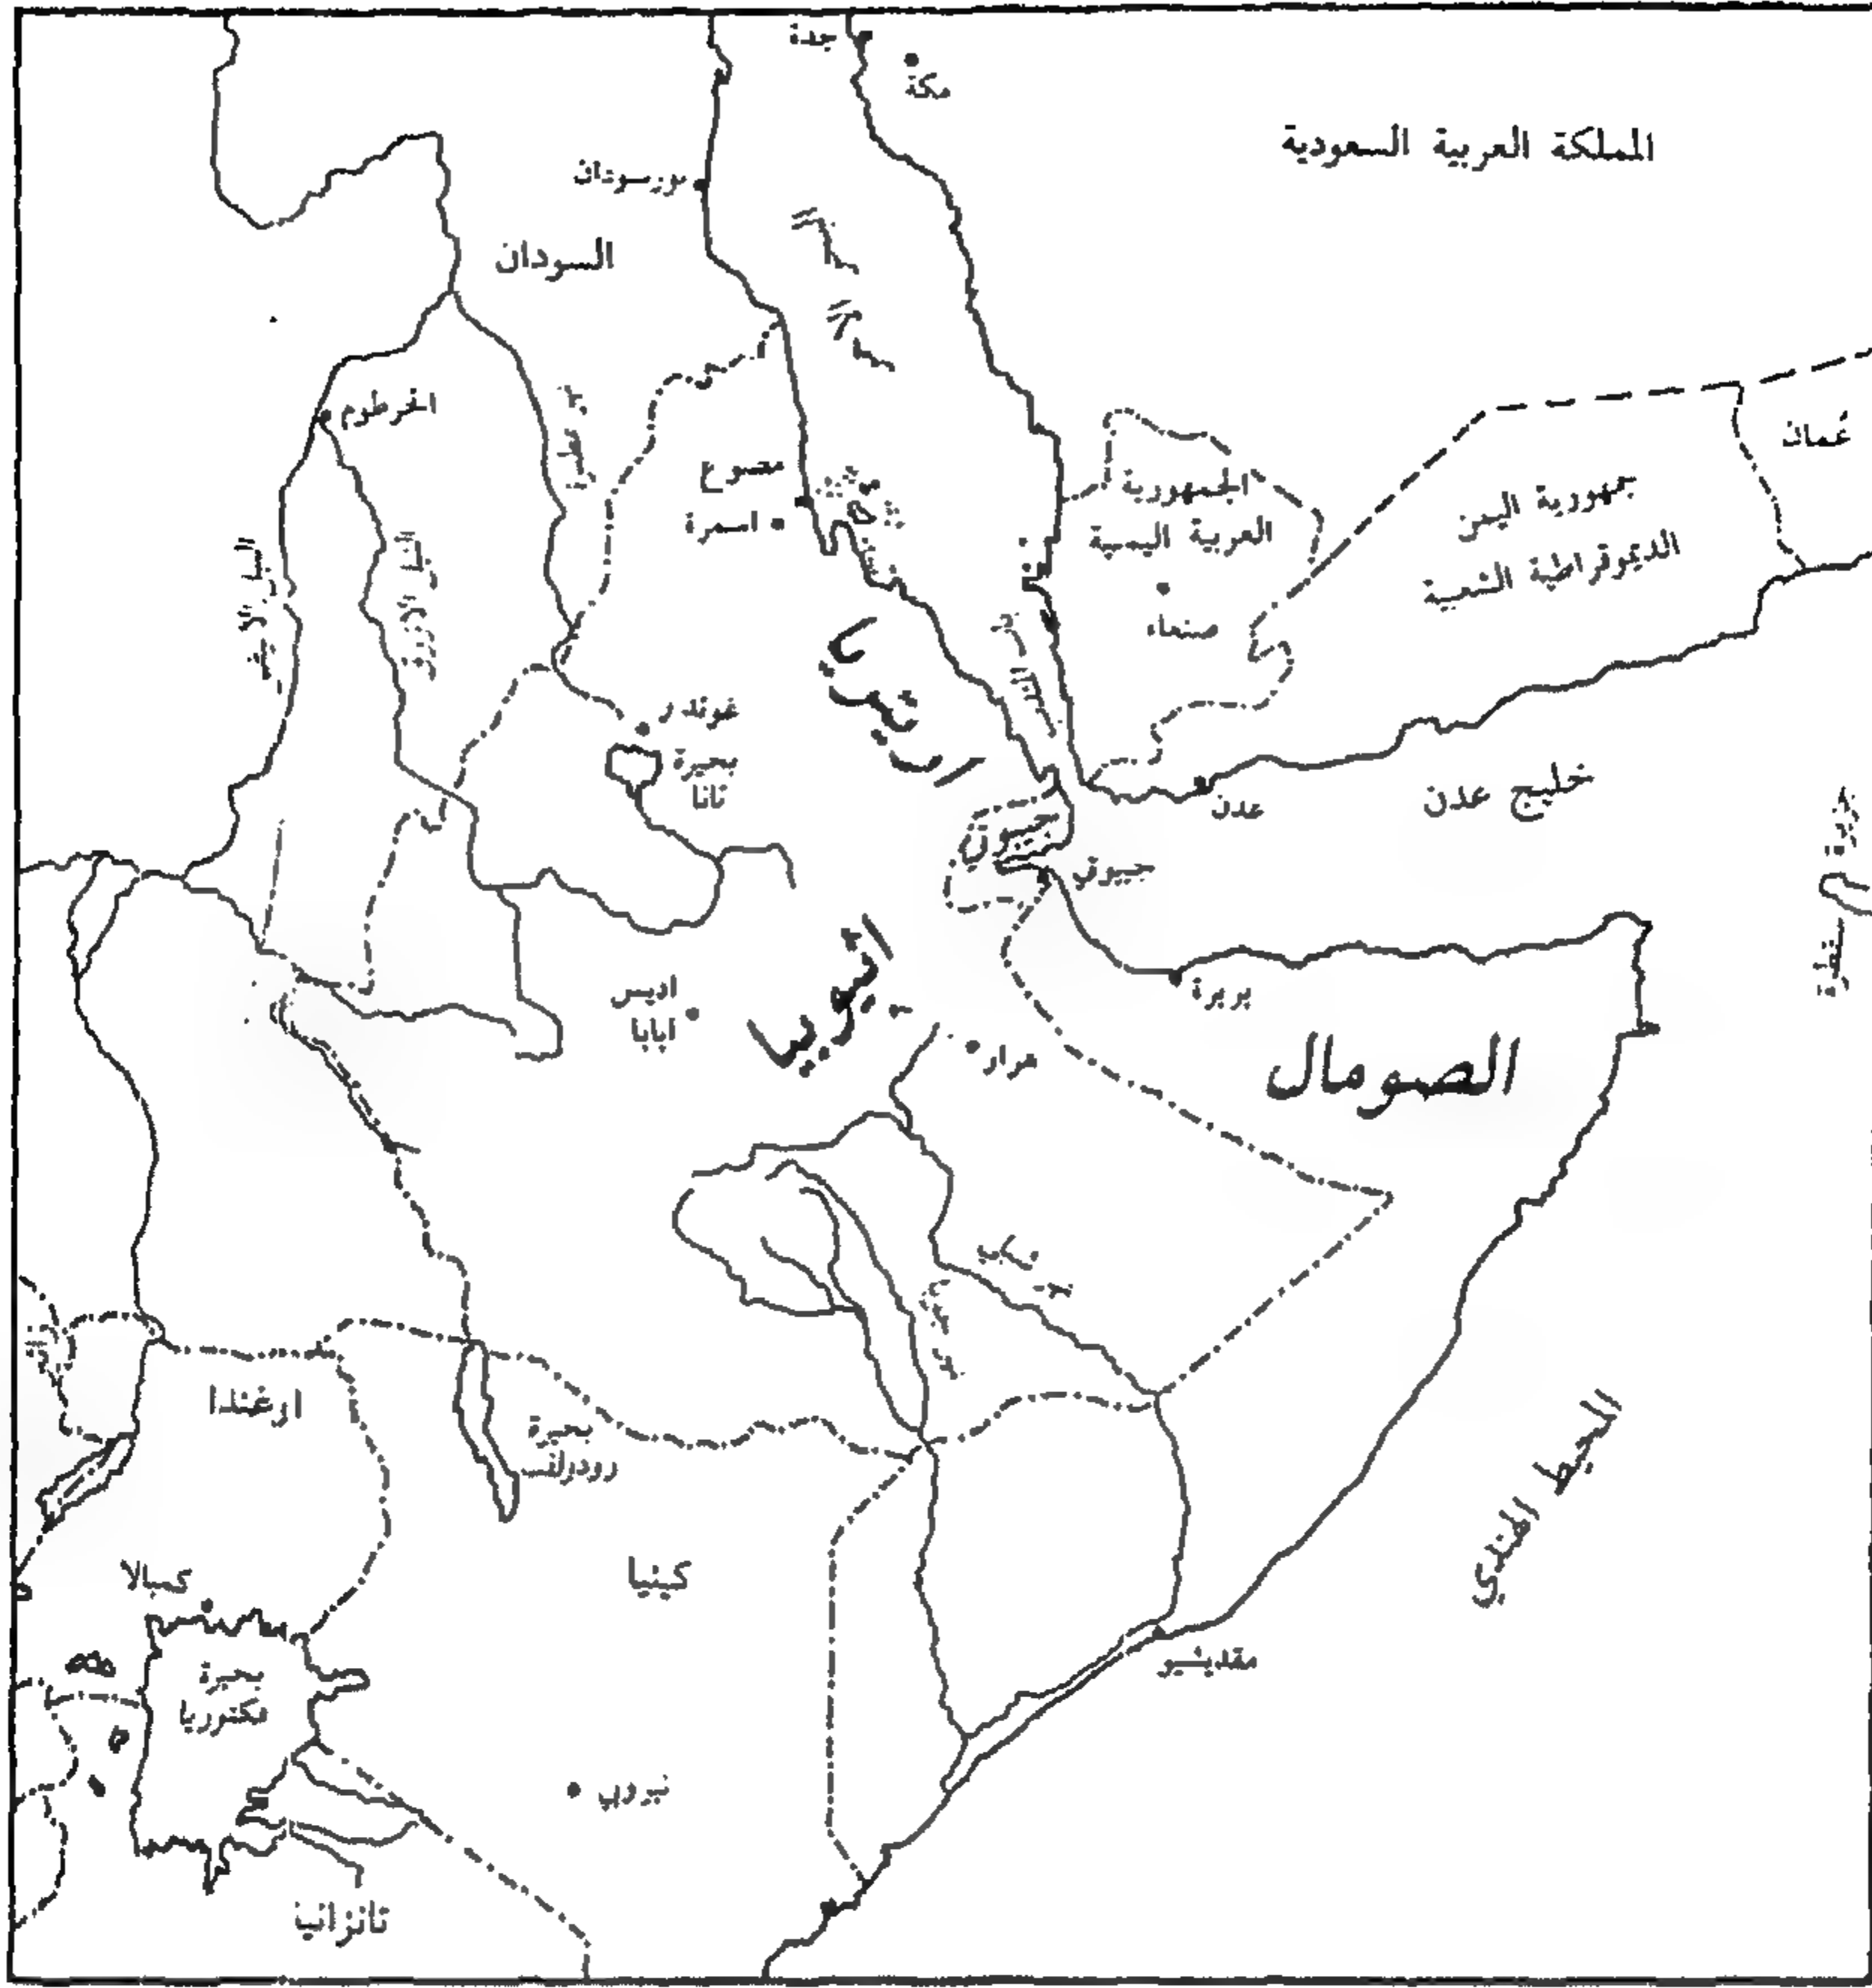 جدة
مكة
المملكة العربية السعودية
بورسودان
السودان
الخرطوم
عُمان
مصوع
اسمرة
الجمهورية
العربية اليمنية
صنعاء
جمهورية اليمن
الديموقراطية الشعبية
ارتريا
غوندر
بحيرة
تانا
عدن
خليج عدن
جيبوتي
جيبوتي
بربرة
اديس
ابابا
اثيوبيا
هرار
الصومال
اوغندا
بحيرة
رودولف
المحيط الهندي
كمبالا
كينيا
مقديشو
بحيرة
فكتوريا
نيروبي
تانزانيا